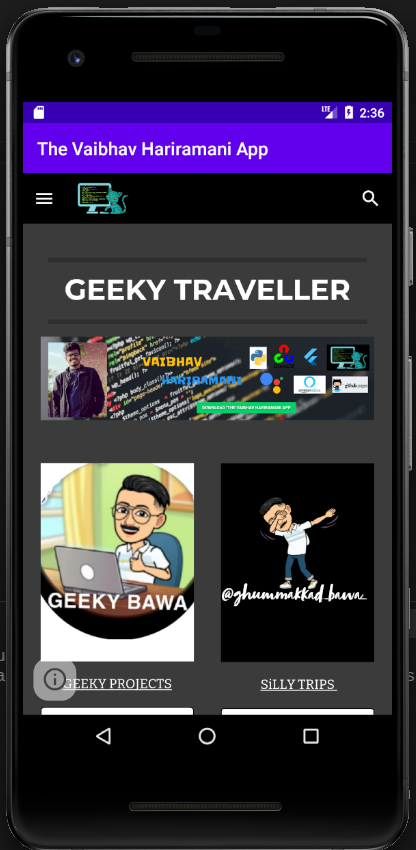 LTE
2:36
The Vaibhav Hariramani App
GEEKY TRAVELLER
VAIBHAV
HARIRAMANI
DOWNLOAD THE VAIBHAV HARIRAMANI APP
GEEKY BAWA
@ghummakkad_bawa_
GEEKY PROJECTS
SiLLY TRIPS